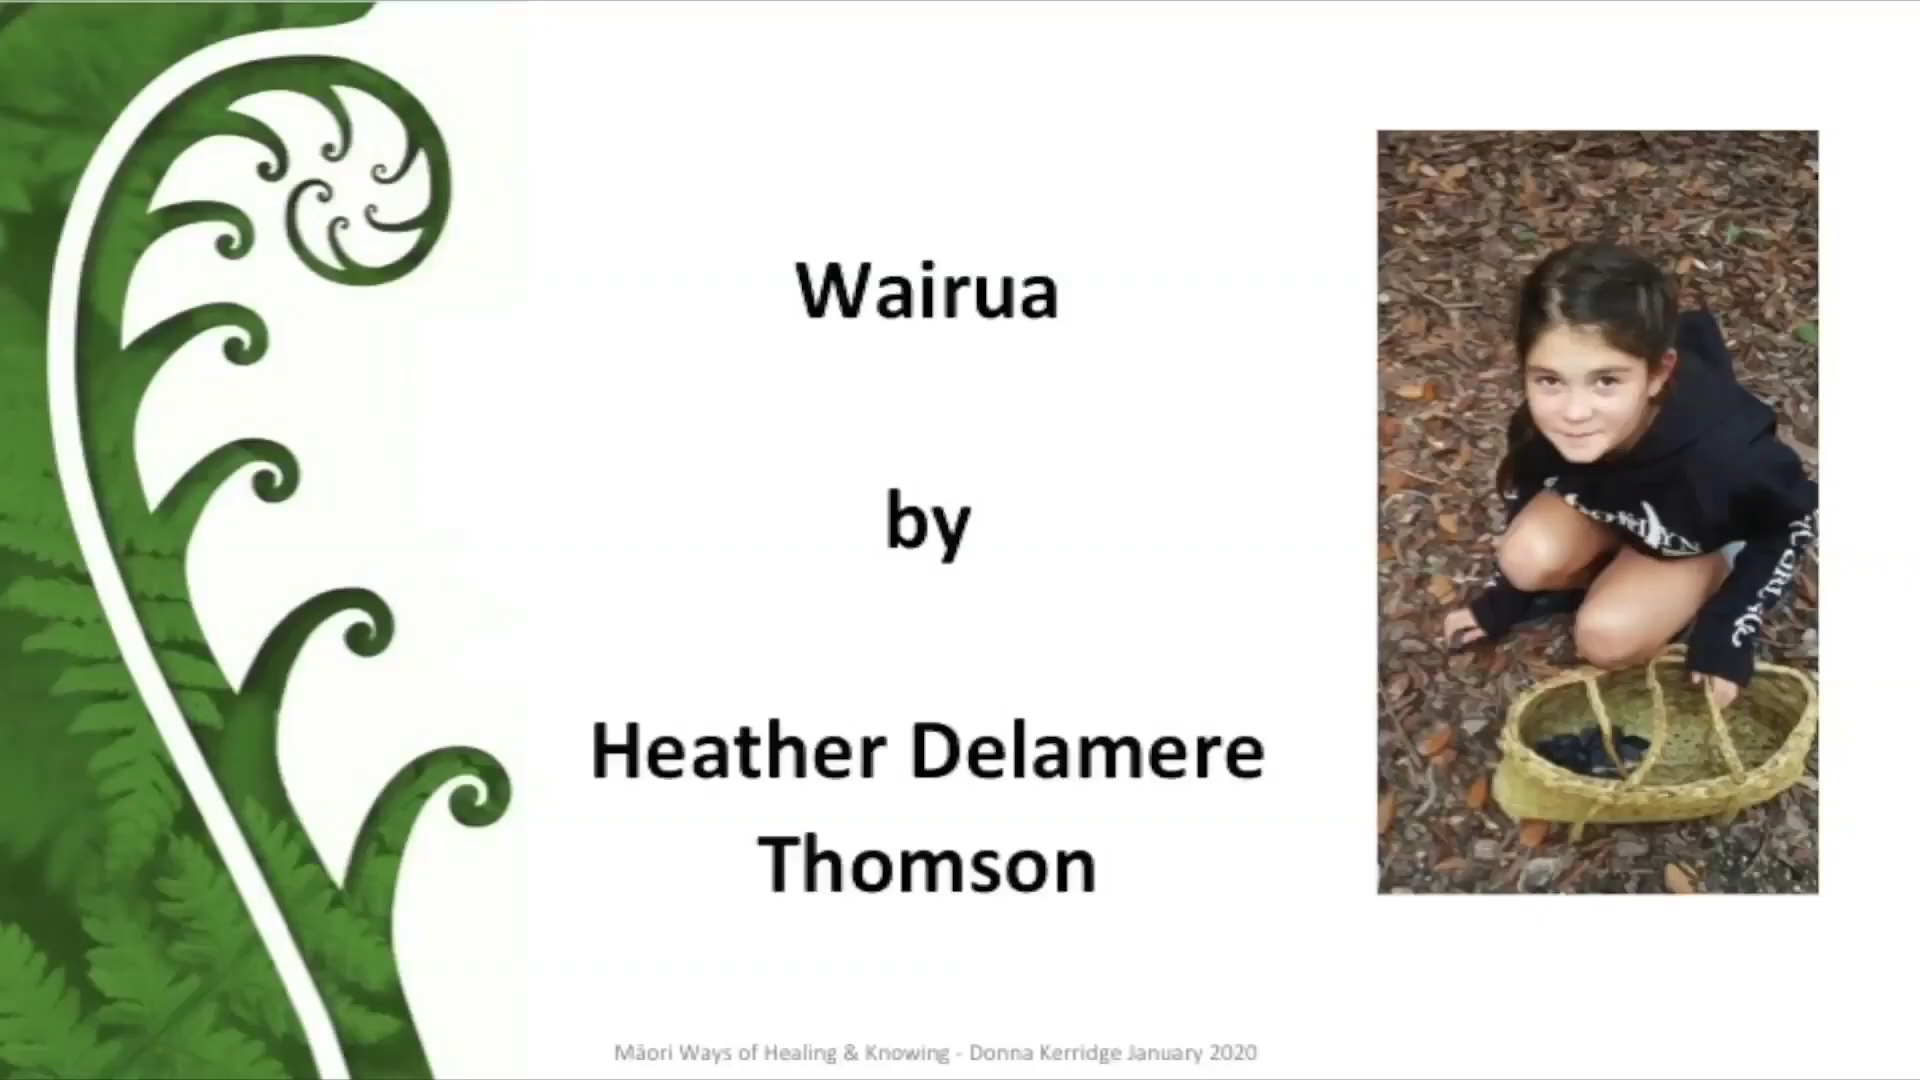 Wairua
by
Heather Delamere
Thomson
Māori Ways of Healing & Knowing - Donna Kerridge January 2020